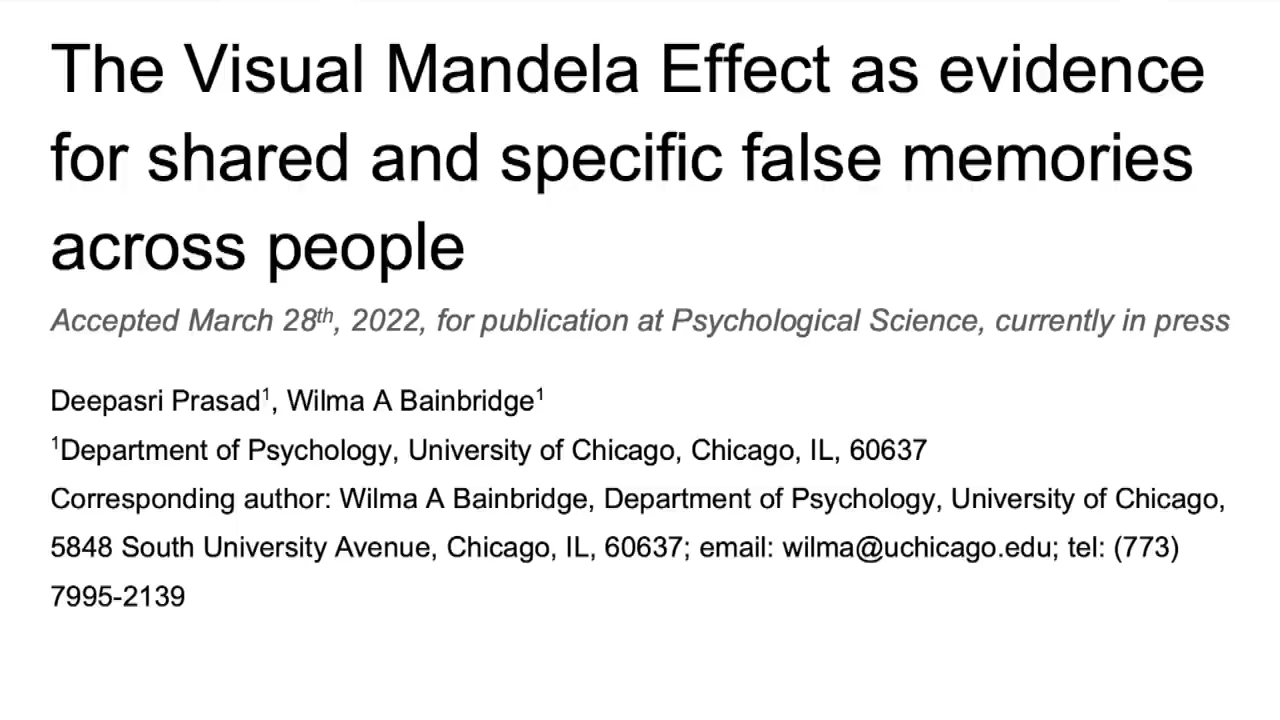 The Visual Mandela Effect as evidence
for shared and specific false memories
across people
Accepted March 28th, 2022, for publication at Psychological Science, currently in press
Deepasri Prasad1, Wilma A Bainbridge1
1Department of Psychology, University of Chicago, Chicago, IL, 60637
Corresponding author: Wilma A Bainbridge, Department of Psychology, University of Chicago,
5848 South University Avenue, Chicago, IL, 60637; email: wilma@uchicago.edu; tel: (773)
7995-2139